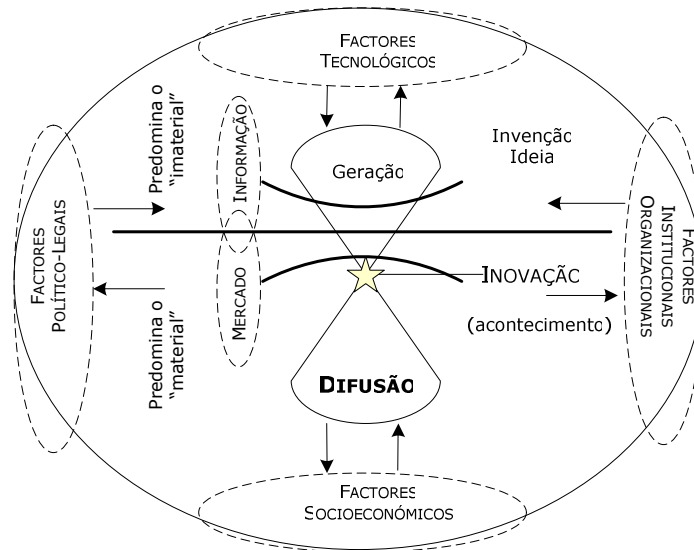 FACTORES
TECNOLÓGICOS
Predomina o
"imaterial"
INFORMAÇÃO
Geração
Invenção
Ideia
FACTORES
POLÍTICO-LEGAIS
FACTORES
INSTITUCIONAIS
ORGANIZACIONAIS
MERCADO
INOVAÇÃO
(acontecimento)
Predomina o
"material"
DIFUSÃO
FACTORES
SOCIOECONÓMICOS